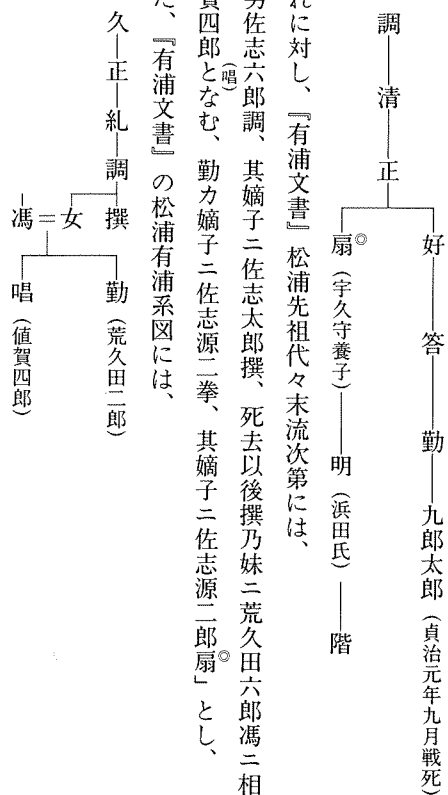 調―清―正
好―答―勤―九郎太郎(貞治元年九月戦死)
扇◎(宇久守養子)―明(浜田氏)―階
れに対し、『有浦文書』松浦先祖代々末流次第には、
男佐志六郎調、其嫡子ニ佐志太郎撰、死去以後撰乃妹ニ荒久田六郎馮ニ相
賀四郎(唱)となむ、勤カ嫡子ニ佐志源二拳、其嫡子ニ佐志源二郎扇◎」とし、
た、『有浦文書』の松浦有浦系図には、
久―正―糺―調
撰
女
馮
勤(荒久田二郎)
唱(値賀四郎)